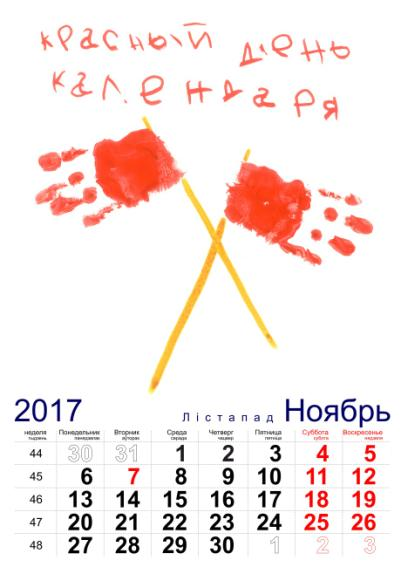 красный день
календаря
2017 Лістапад Ноябрь
неделя Понедельник Вторник Среда Четверг Пятница Суббота Воскресенье
тыдзень панядзелак аўторак серада чацвер пятніца субота нядзеля
44 30 31 1 2 3 4 5
45 6 7 8 9 10 11 12
46 13 14 15 16 17 18 19
47 20 21 22 23 24 25 26
48 27 28 29 30 1 2 3